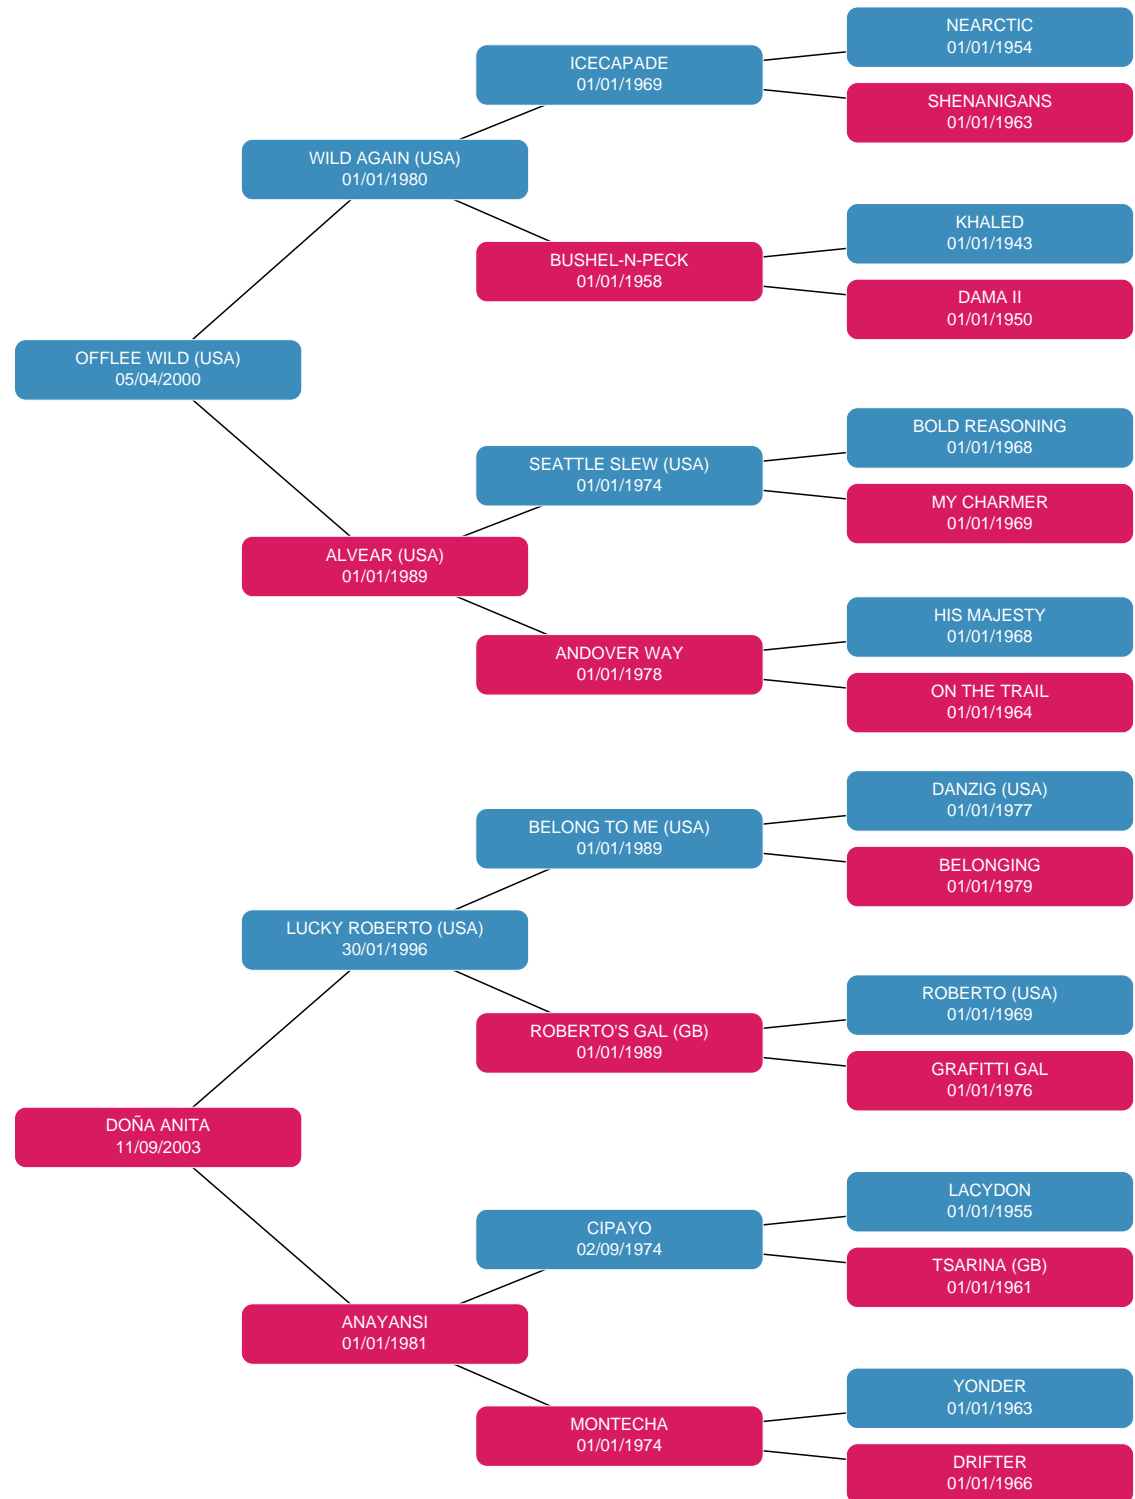 NEARCTIC
01/01/1954
ICECAPADE
01/01/1969
SHENANIGANS
01/01/1963
WILD AGAIN (USA)
01/01/1980
KHALED
01/01/1943
BUSHEL-N-PECK
01/01/1958
DAMA II
01/01/1950
OFFLEE WILD (USA)
05/04/2000
BOLD REASONING
01/01/1968
SEATTLE SLEW (USA)
01/01/1974
MY CHARMER
01/01/1969
ALVEAR (USA)
01/01/1989
HIS MAJESTY
01/01/1968
ANDOVER WAY
01/01/1978
ON THE TRAIL
01/01/1964
DANZIG (USA)
01/01/1977
BELONG TO ME (USA)
01/01/1989
BELONGING
01/01/1979
LUCKY ROBERTO (USA)
30/01/1996
ROBERTO (USA)
01/01/1969
ROBERTO'S GAL (GB)
01/01/1989
GRAFITTI GAL
01/01/1976
DOÑA ANITA
11/09/2003
LACYDON
01/01/1955
CIPAYO
02/09/1974
TSARINA (GB)
01/01/1961
ANAYANSI
01/01/1981
YONDER
01/01/1963
MONTECHA
01/01/1974
DRIFTER
01/01/1966